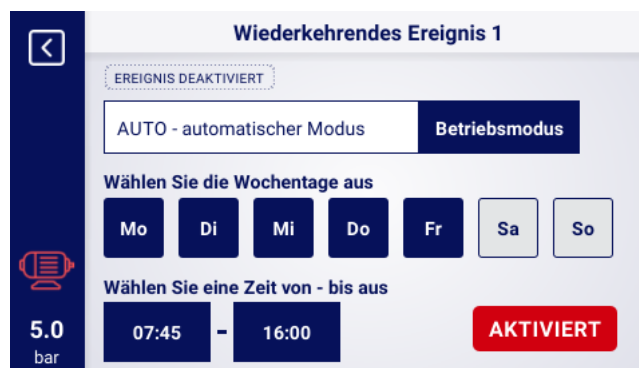 Wiederkehrendes Ereignis 1
EREIGNIS DEAKTIVIERT
AUTO - automatischer Modus Betriebsmodus
Wählen Sie die Wochentage aus
Mo Di Mi Do Fr Sa So
Wählen Sie eine Zeit von - bis aus
07:45 - 16:00 AKTIVIERT
5.0
bar